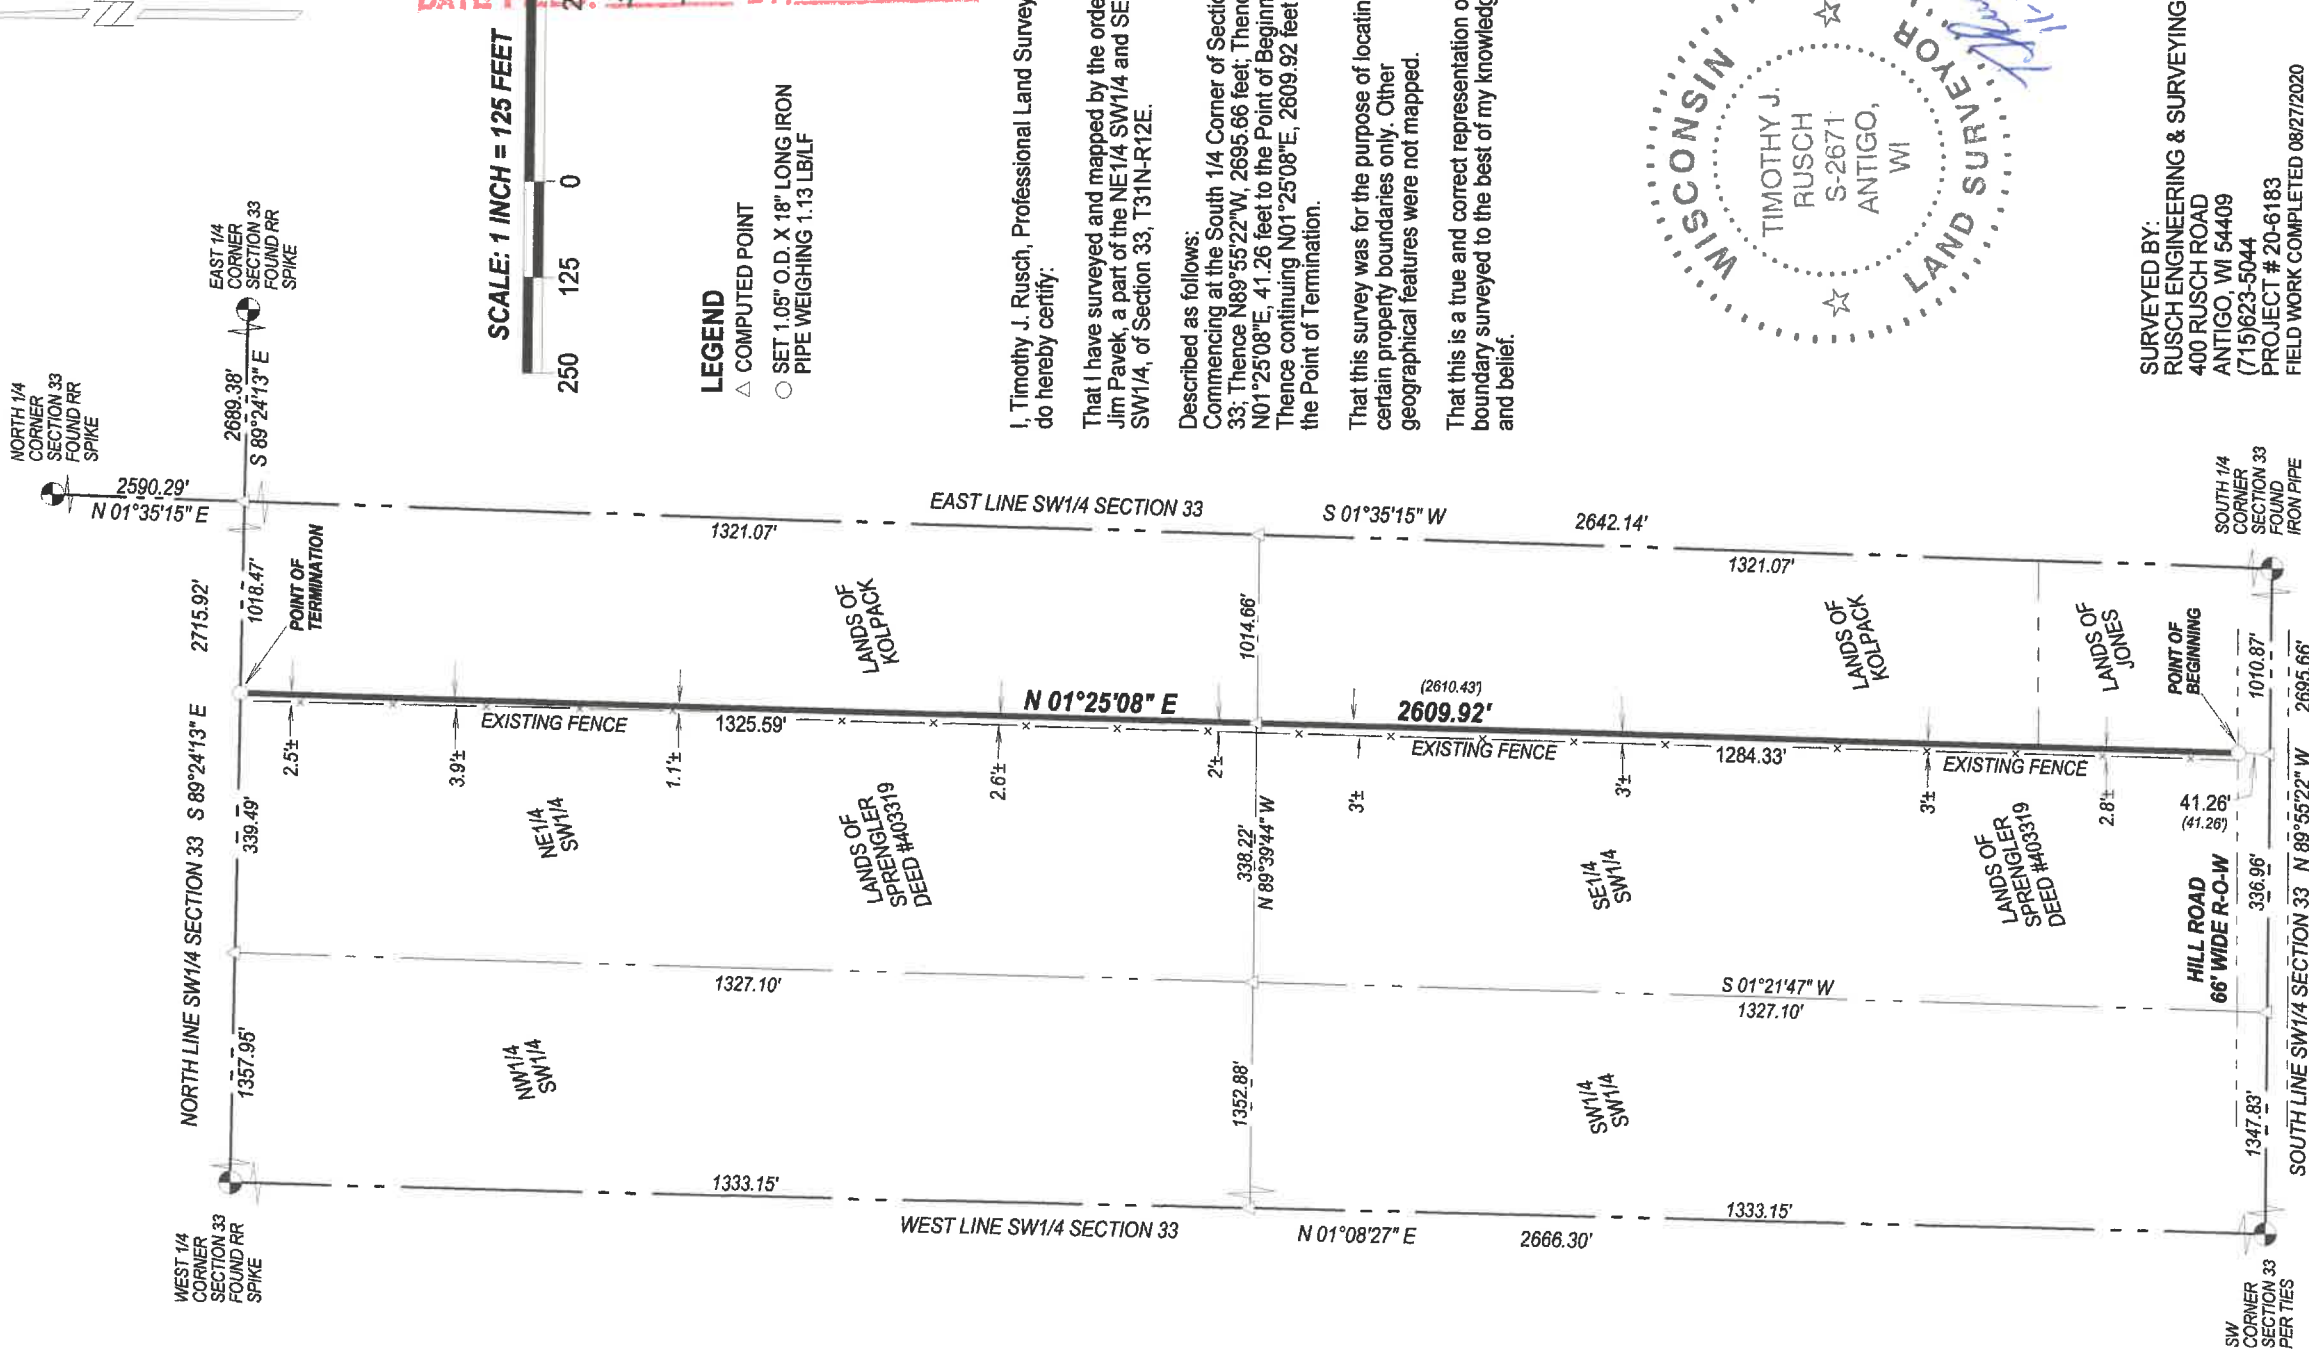 SCALE: 1 INCH = 125 FEET
250
125
0
LEGEND
△ COMPUTED POINT
○ SET 1.05" O.D. X 18" LONG IRON
PIPE WEIGHING 1.13 LB/LF
I, Timothy J. Rusch, Professional Land
do hereby certify:
That I have surveyed and mapped by the
Jim Pavek, a part of the NE1/4 SW1/4 and
SW1/4, of Section 33, T31N-R12E.
Described as follows:
Commencing at the South 1/4 Corner of
33; Thence N89°55'22"W, 2695.66 feet;
N01°25'08"E, 41.26 feet to the Point of
Thence continuing N01°25'08"E, 2609.92 feet
the Point of Termination.
That this survey was for the purpose of
certain property boundaries only. Other
geographical features were not mapped.
That this is a true and correct representation
boundary surveyed to the best of my
and belief.
WISCONSIN
TIMOTHY J.
RUSCH
S-2671
ANTIGO,
WI
LAND SURVEYOR
SURVEYED BY:
RUSCH ENGINEERING & SURVEYING
400 RUSCH ROAD
ANTIGO, WI 54409
(715)623-5044
PROJECT # 20-6183
FIELD WORK COMPLETED 08/27/2020
NORTH 1/4
CORNER
SECTION 33
FOUND RR
SPIKE
2590.29'
N 01°35'15" E
EAST 1/4
CORNER
SECTION 33
FOUND RR
SPIKE
2689.38'
S 89°24'13" E
WEST 1/4
CORNER
SECTION 33
FOUND RR
SPIKE
NORTH LINE SW1/4 SECTION 33 S 89°24'13" E 2715.92'
1357.95'
339.49'
1018.47'
POINT OF
TERMINATION
EAST LINE SW1/4 SECTION 33
S 01°35'15" W
2642.14'
1321.07'
1321.07'
LANDS OF
KOLPACK
LANDS OF
KOLPACK
LANDS OF
JONES
N 01°25'08" E
(2610.43')
2609.92'
EXISTING FENCE
1325.59'
EXISTING FENCE
1284.33'
EXISTING FENCE
2.5'±
3.9'±
1.1'±
2.6'±
2'±
3'±
3'±
3'±
2.8'±
NE1/4
SW1/4
LANDS OF
SPRENGLER
DEED #403319
SE1/4
SW1/4
LANDS OF
SPRENGLER
DEED #403319
1352.88'
338.22'
N 89°39'44" W
1014.66'
1327.10'
S 01°21'47" W
1327.10'
NW1/4
SW1/4
SW1/4
SW1/4
1333.15'
1333.15'
WEST LINE SW1/4 SECTION 33
N 01°08'27" E
2666.30'
POINT OF
BEGINNING
41.26'
(41.26')
HILL ROAD
66' WIDE R-O-W
1347.83'
336.96'
1010.87'
SOUTH LINE SW1/4 SECTION 33 N 89°55'22" W 2695.66'
SOUTH 1/4
CORNER
SECTION 33
FOUND
IRON PIPE
SW
CORNER
SECTION 33
PER TIES